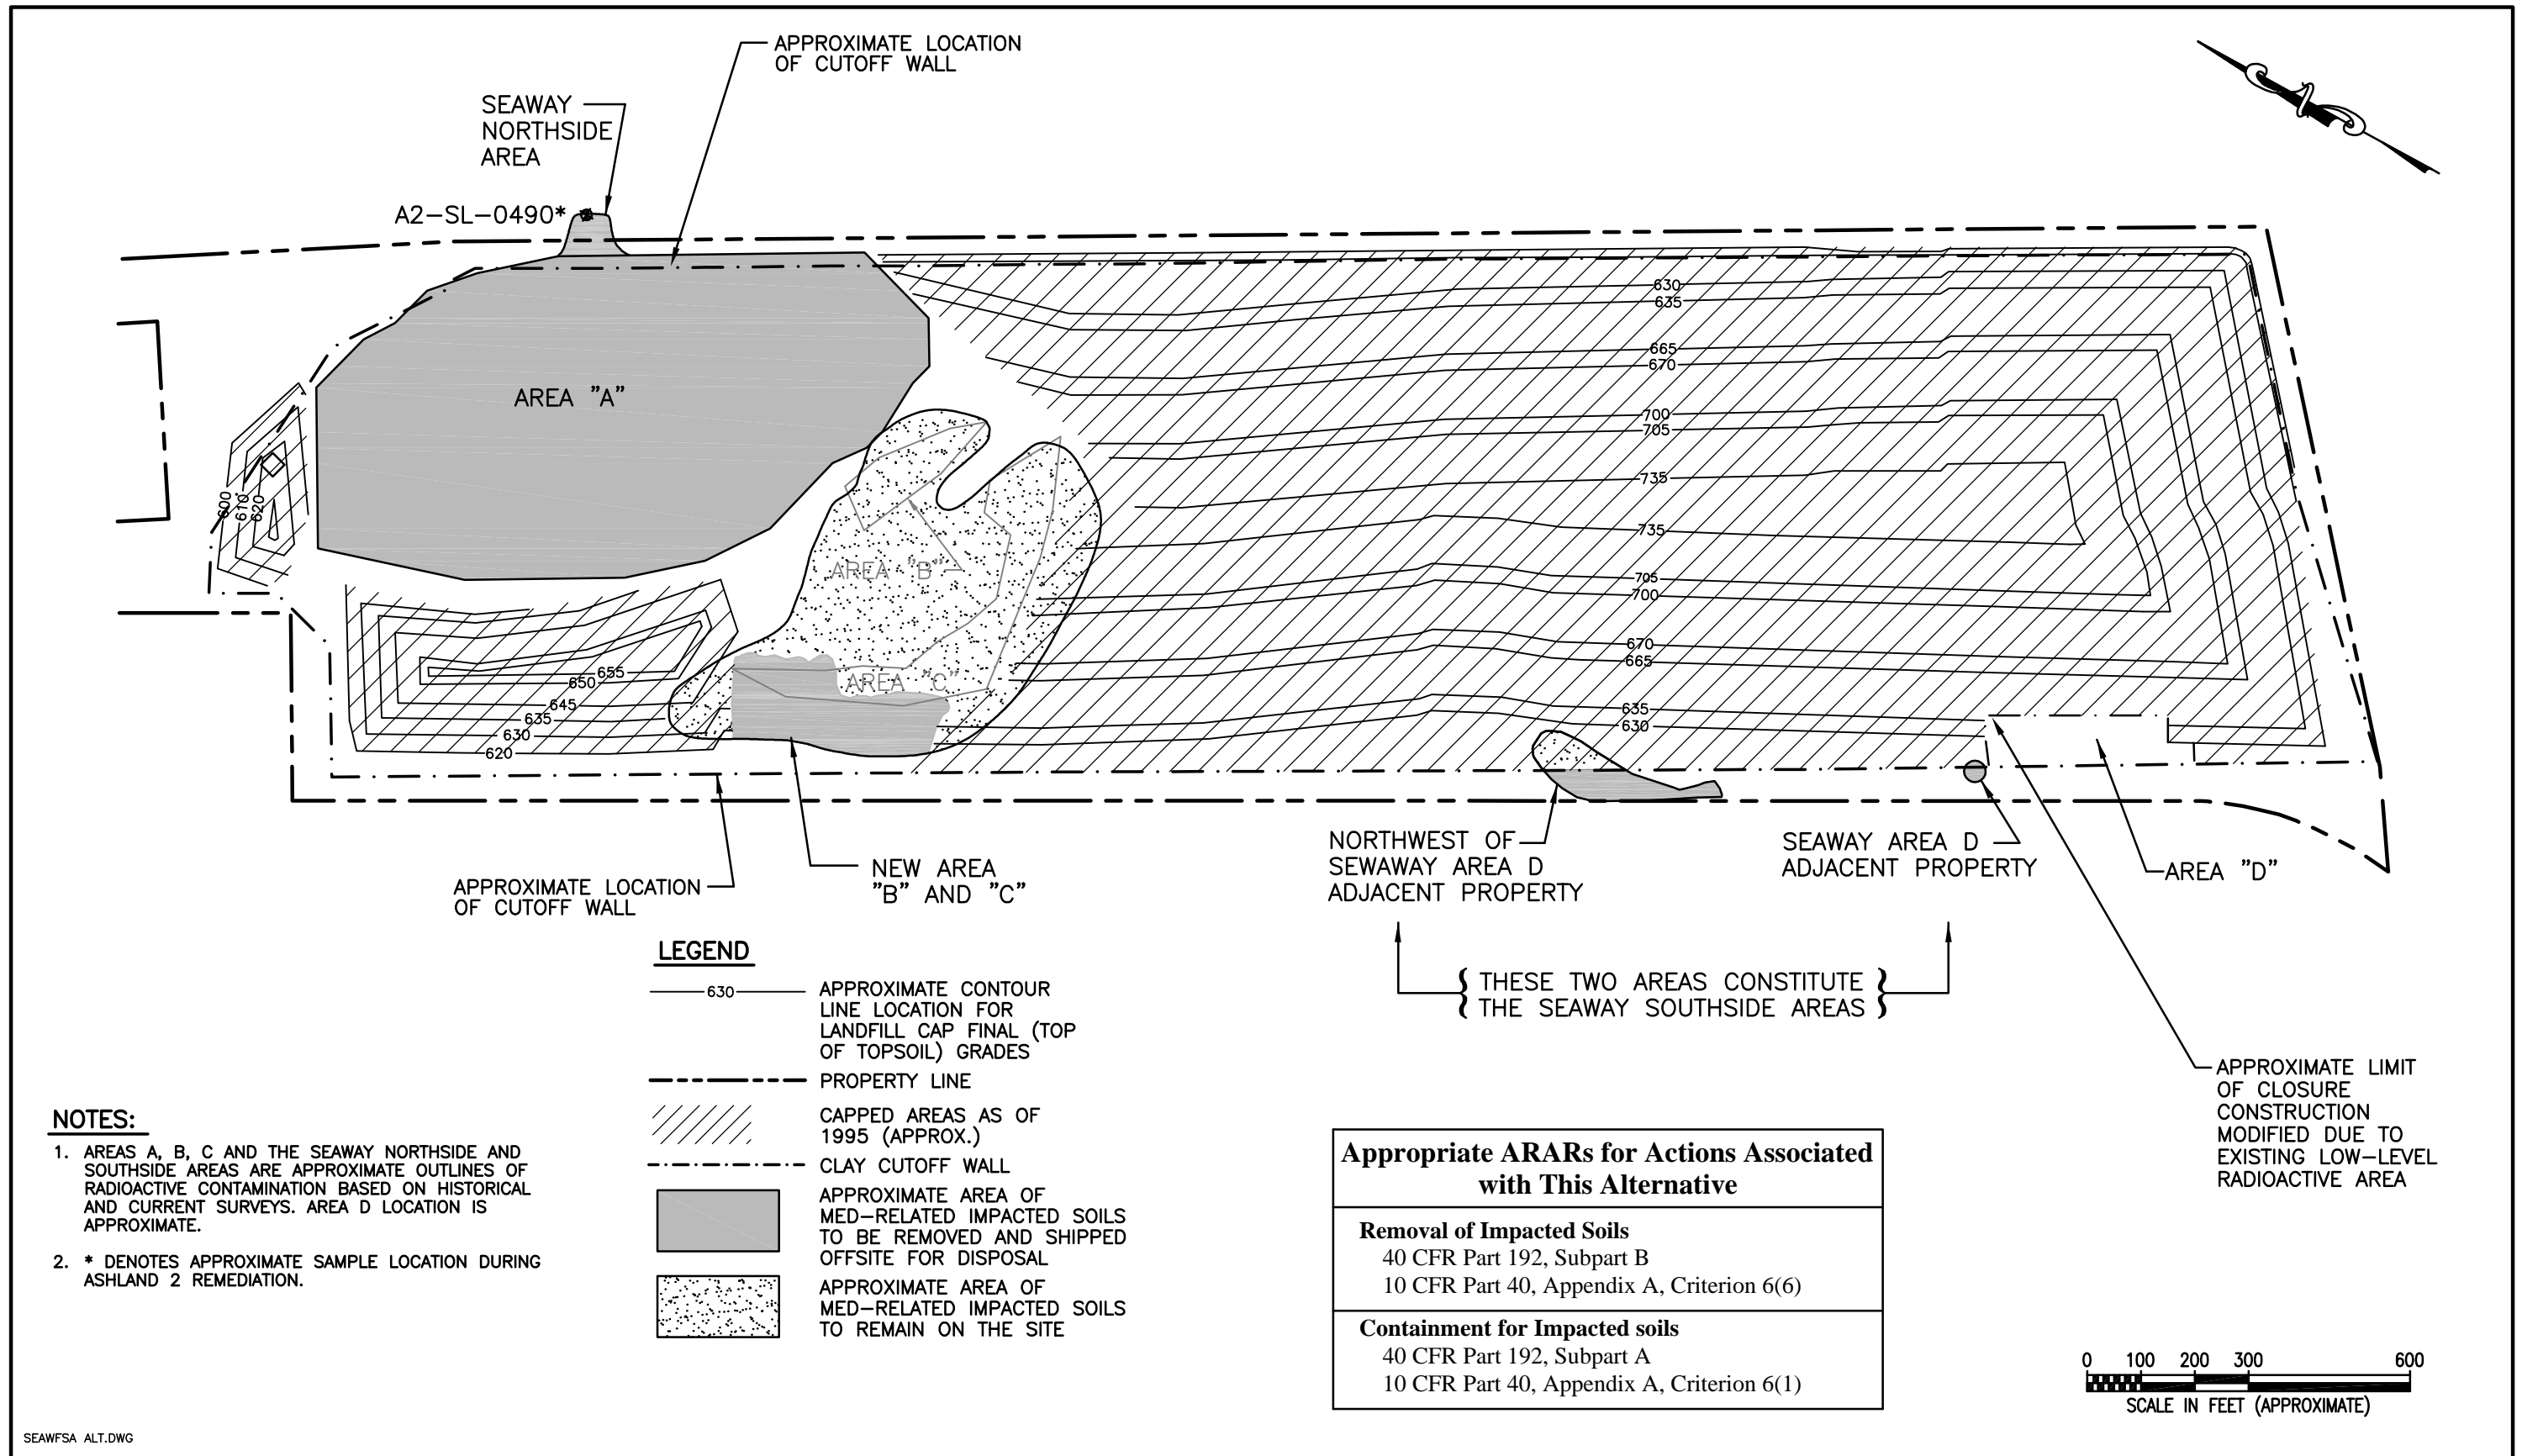 APPROXIMATE LOCATION
OF CUTOFF WALL
SEAWAY
NORTHSIDE
AREA
A2-SL-0490*
AREA "A"
630
635
665
670
700
705
735
735
705
700
670
665
635
630
600
610
620
AREA "B"
AREA "C"
655
650
645
635
630
620
APPROXIMATE LOCATION
OF CUTOFF WALL
NEW AREA
"B" AND "C"
NORTHWEST OF
SEWAWAY AREA D
ADJACENT PROPERTY
SEAWAY AREA D
ADJACENT PROPERTY
AREA "D"
{ THESE TWO AREAS CONSTITUTE }
{ THE SEAWAY SOUTHSIDE AREAS }
APPROXIMATE LIMIT
OF CLOSURE
CONSTRUCTION
MODIFIED DUE TO
EXISTING LOW-LEVEL
RADIOACTIVE AREA
LEGEND
630
APPROXIMATE CONTOUR
LINE LOCATION FOR
LANDFILL CAP FINAL (TOP
OF TOPSOIL) GRADES
PROPERTY LINE
CAPPED AREAS AS OF
1995 (APPROX.)
CLAY CUTOFF WALL
APPROXIMATE AREA OF
MED-RELATED IMPACTED SOILS
TO BE REMOVED AND SHIPPED
OFFSITE FOR DISPOSAL
APPROXIMATE AREA OF
MED-RELATED IMPACTED SOILS
TO REMAIN ON THE SITE
NOTES:
1. AREAS A, B, C AND THE SEAWAY NORTHSIDE AND
SOUTHSIDE AREAS ARE APPROXIMATE OUTLINES OF
RADIOACTIVE CONTAMINATION BASED ON HISTORICAL
AND CURRENT SURVEYS. AREA D LOCATION IS
APPROXIMATE.
2. * DENOTES APPROXIMATE SAMPLE LOCATION DURING
ASHLAND 2 REMEDIATION.
Appropriate ARARs for Actions Associated
with This Alternative
Removal of Impacted Soils
40 CFR Part 192, Subpart B
10 CFR Part 40, Appendix A, Criterion 6(6)
Containment for Impacted soils
40 CFR Part 192, Subpart A
10 CFR Part 40, Appendix A, Criterion 6(1)
0 100 200 300 600
SCALE IN FEET (APPROXIMATE)
SEAWFSA ALT.DWG